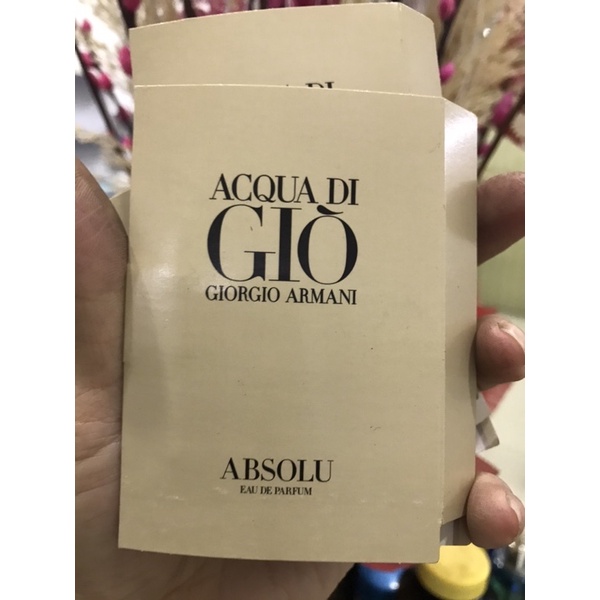 ACQUA DI
GIÒ
GIORGIO ARMANI
ABSOLU
EAU DE PARFUM